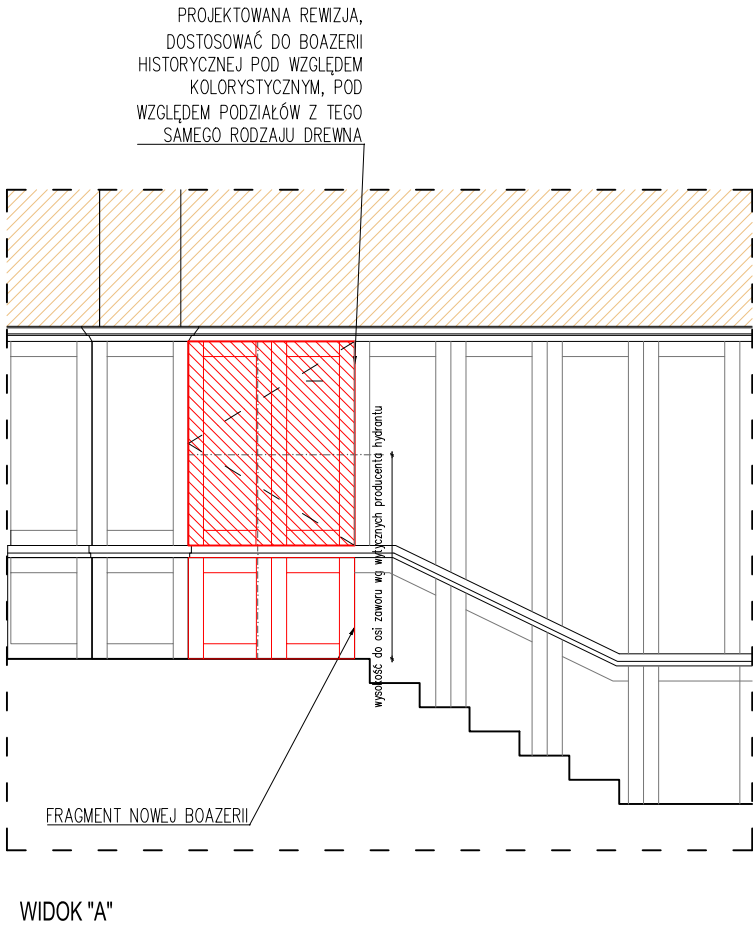 PROJEKTOWANA REWIZJA,
DOSTOSOWAĆ DO BOAZERII
HISTORYCZNEJ POD WZGLĘDEM
KOLORYSTYCZNYM, POD
WZGLĘDEM PODZIAŁÓW Z TEGO
SAMEGO RODZAJU DREWNA
wysokość do osi zaworu wg wytycznych producenta hydrantu
FRAGMENT NOWEJ BOAZERII
WIDOK "A"